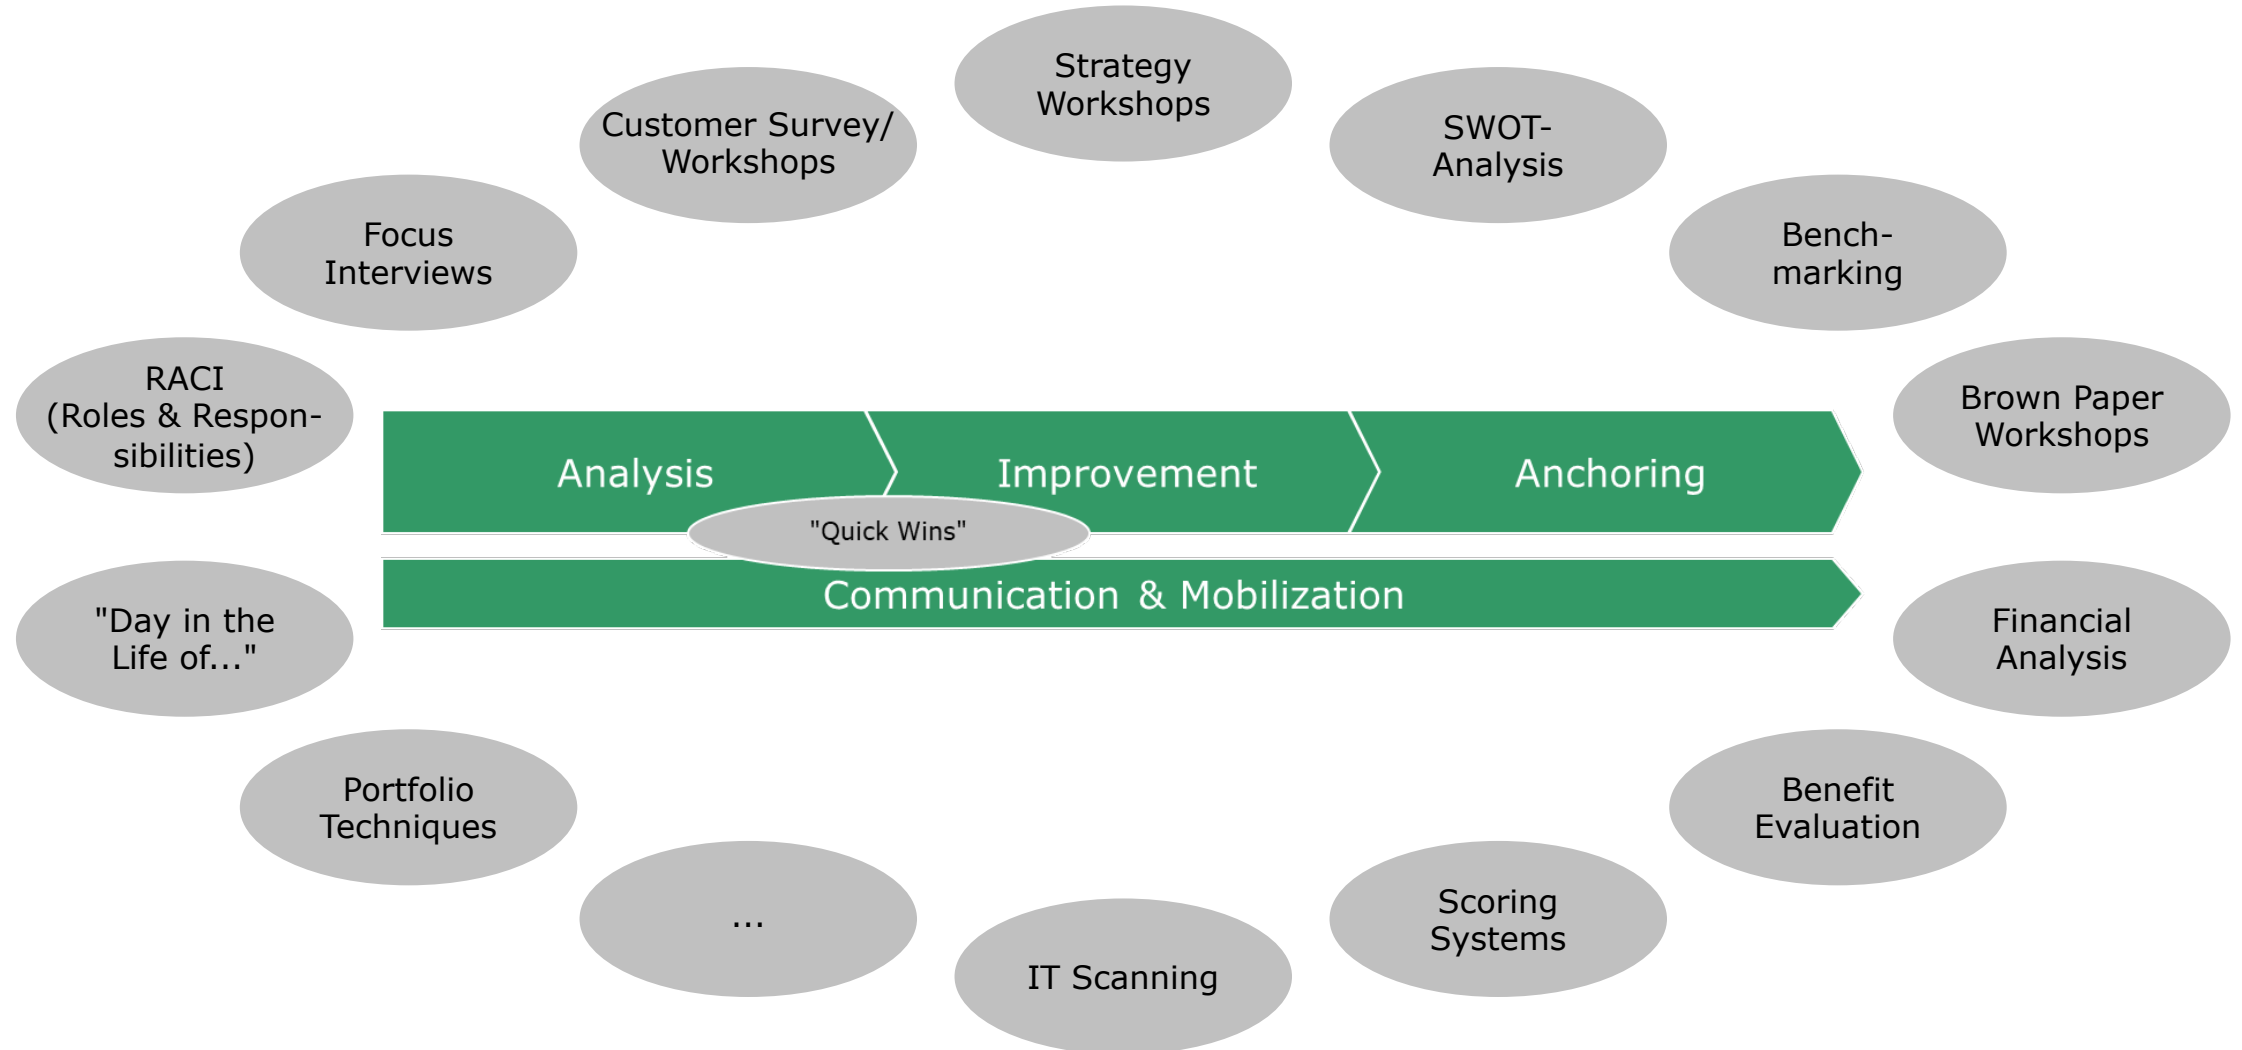 Strategy
Workshops
Customer Survey/
Workshops
SWOT-
Analysis
Focus
Interviews
Bench-
marking
RACI
(Roles & Respon-
sibilities)
Brown Paper
Workshops
Analysis
Improvement
Anchoring
"Quick Wins"
Communication & Mobilization
"Day in the
Life of..."
Financial
Analysis
Portfolio
Techniques
Benefit
Evaluation
...
Scoring
Systems
IT Scanning